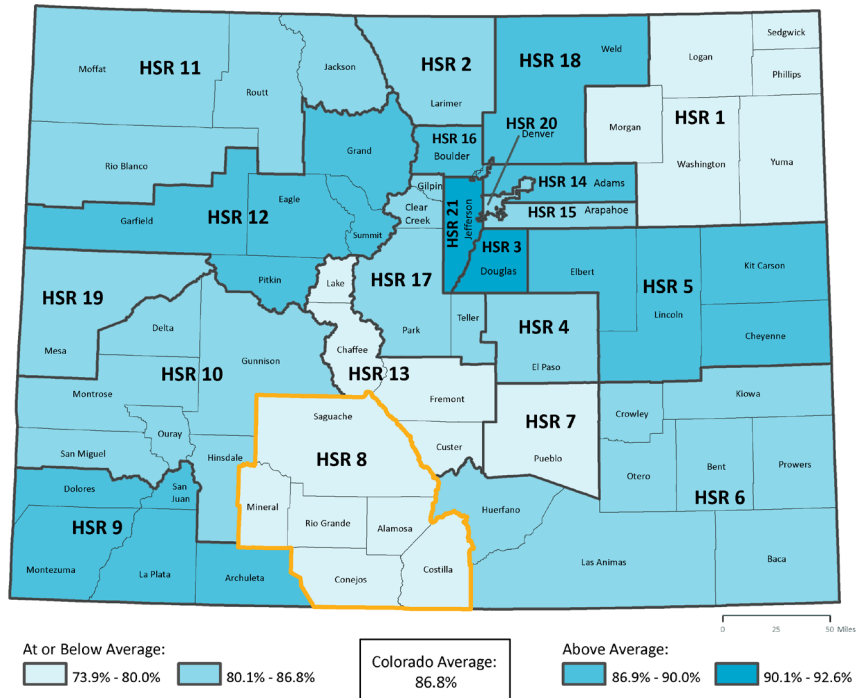 Sedgwick
Weld
Logan
HSR 18
HSR 2
Jackson
HSR 11
Moffat
Phillips
Routt
Larimer
HSR 1
HSR 20
Morgan
Denver
HSR 16
Grand
Boulder
Rio Blanco
Washington
Yuma
HSR 14
Adams
Gilpin
Eagle
Clear
Creek
HSR 15
Arapahoe
HSR 12
Garfield
HSR 21
Jefferson
Summit
HSR 3
Kit Carson
Douglas
Elbert
Pitkin
HSR 17
Lake
HSR 5
HSR 19
Lincoln
Teller
Delta
HSR 4
Park
Cheyenne
Mesa
Chaffee
Gunnison
El Paso
HSR 10
HSR 13
Montrose
Kiowa
Fremont
Saguache
Crowley
HSR 7
Ouray
Custer
San Miguel
Hinsdale
HSR 8
Pueblo
Bent
Prowers
Otero
San
Juan
Dolores
HSR 6
Mineral
Huerfano
Rio Grande
Alamosa
HSR 9
Las Animas
Baca
Montezuma
La Plata
Archuleta
Conejos
Costilla
0 25 50 Miles
At or Below Average:
73.9% - 80.0%
80.1% - 86.8%
Colorado Average:
86.8%
Above Average:
86.9% - 90.0%
90.1% - 92.6%